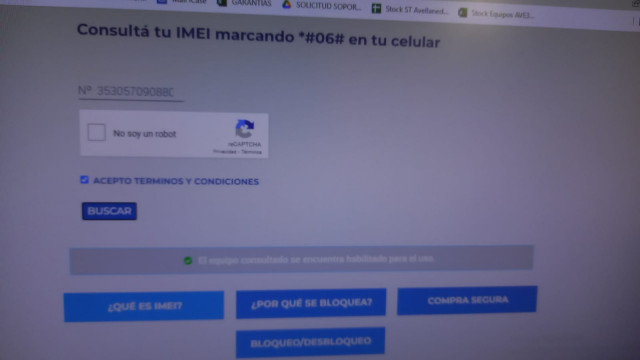 GARANTIAS
SOLICITUD SOPOR...
Stock ST Avellaned...
Stock Equipos AVE3...
Consultá tu IMEI marcando *#06# en tu celular
Nº 35305709088
No soy un robot
reCAPTCHA
Privacidad - Términos
ACEPTO TERMINOS Y CONDICIONES
BUSCAR
El equipo consultado se encuentra habilitado para el uso.
¿QUÉ ES IMEI?
¿POR QUÉ SE BLOQUEA?
COMPRA SEGURA
BLOQUEO/DESBLOQUEO